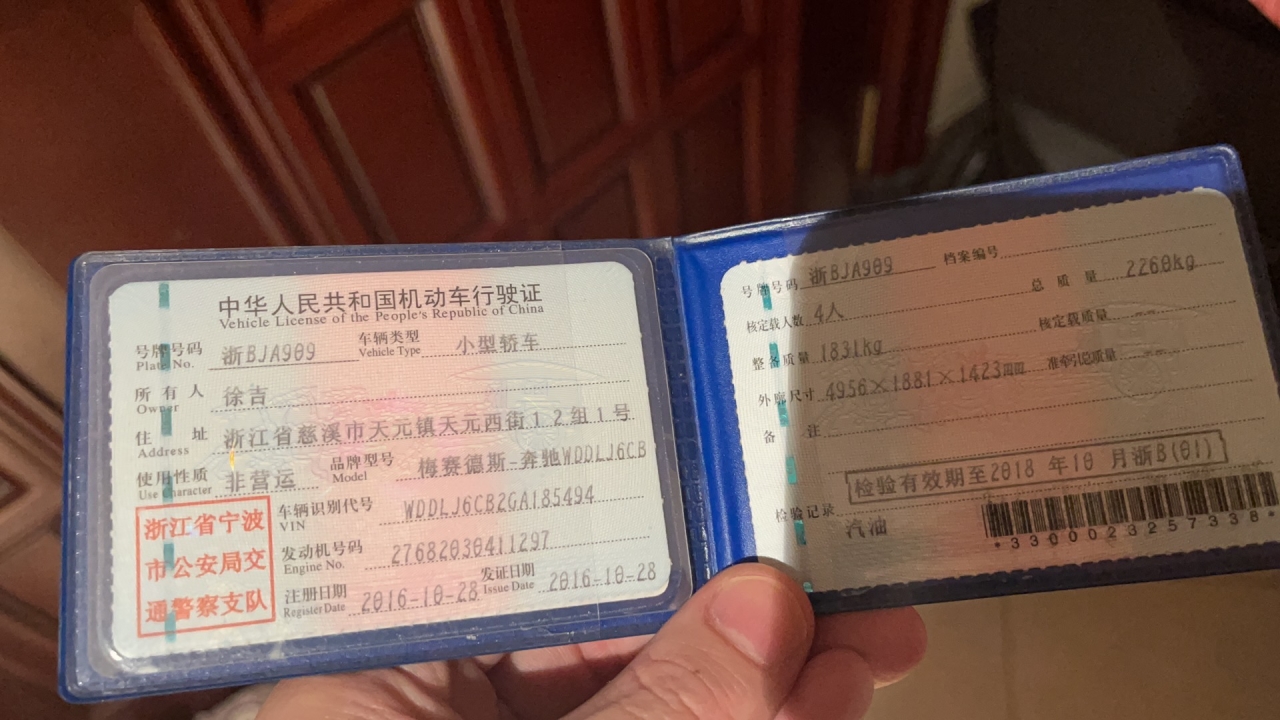 中华人民共和国机动车行驶证
Vehicle License of the People's Republic of China
号牌号码 浙BJA909 车辆类型 小型轿车
Plate No. Vehicle Type
所有人 徐吉
Owner
住址 浙江省慈溪市天元镇天元西街12组1号
Address
使用性质 非营运 品牌型号 梅赛德斯-奔驰WDDLJ6CB
Use Character Model
浙江省宁波
市公安局交
通警察支队
车辆识别代号 WDDLJ6CB2GA185494
VIN
发动机号码 27682030411297
Engine No.
注册日期 2016-10-28 发证日期 2016-10-28
Register Date Issue Date
号牌号码 浙BJA909 档案编号
核定载人数 4人 总质量 2260kg
整备质量 1831kg 核定载质量 --
外廓尺寸 4956×1881×1423mm 准牵引总质量 --
备注
检验有效期至2018 年10 月浙B(01)
检验记录
汽油
*3300023257338*